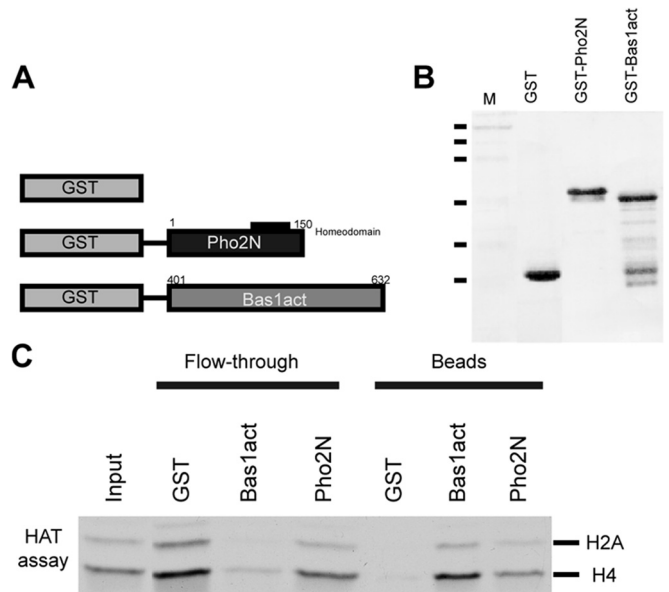 A
GST
GST
1
150
Pho2N
Homeodomain
GST
401
632
Bas1act
B
M
GST
GST-Pho2N
GST-Bas1act
C
Flow-through
Beads
Input
GST
Bas1act
Pho2N
GST
Bas1act
Pho2N
HAT
assay
H2A
H4